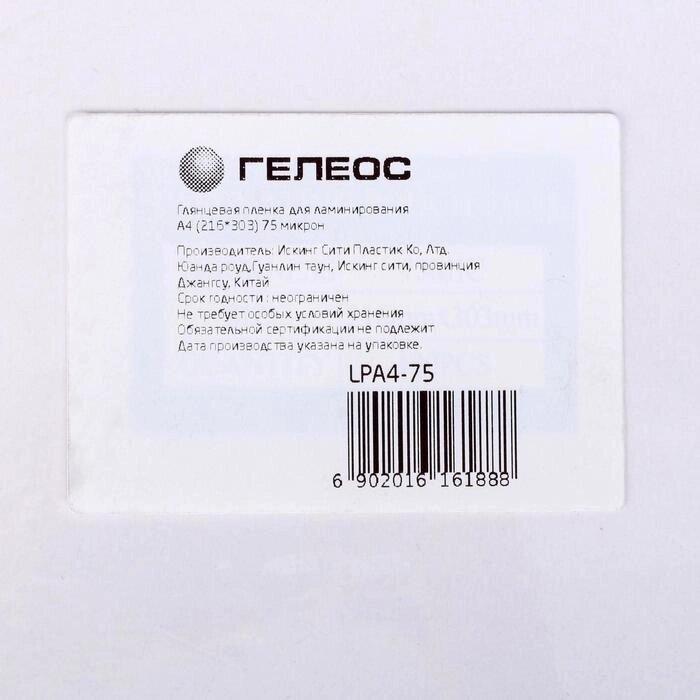 ГЕЛЕОС
Глянцевая пленка для ламинирования
А4 (216*303) 75 микрон
Производитель: Искинг Сити Пластик Ко, Лтд.
Юанда роуд,Гуанлин таун, Искинг сити, провинция
Джангсу, Китай
Срок годности : неограничен
Не требует особых условий хранения
Обязательной сертификации не подлежит
Дата производства указана на упаковке.
LPA4-75
6 902016 161888